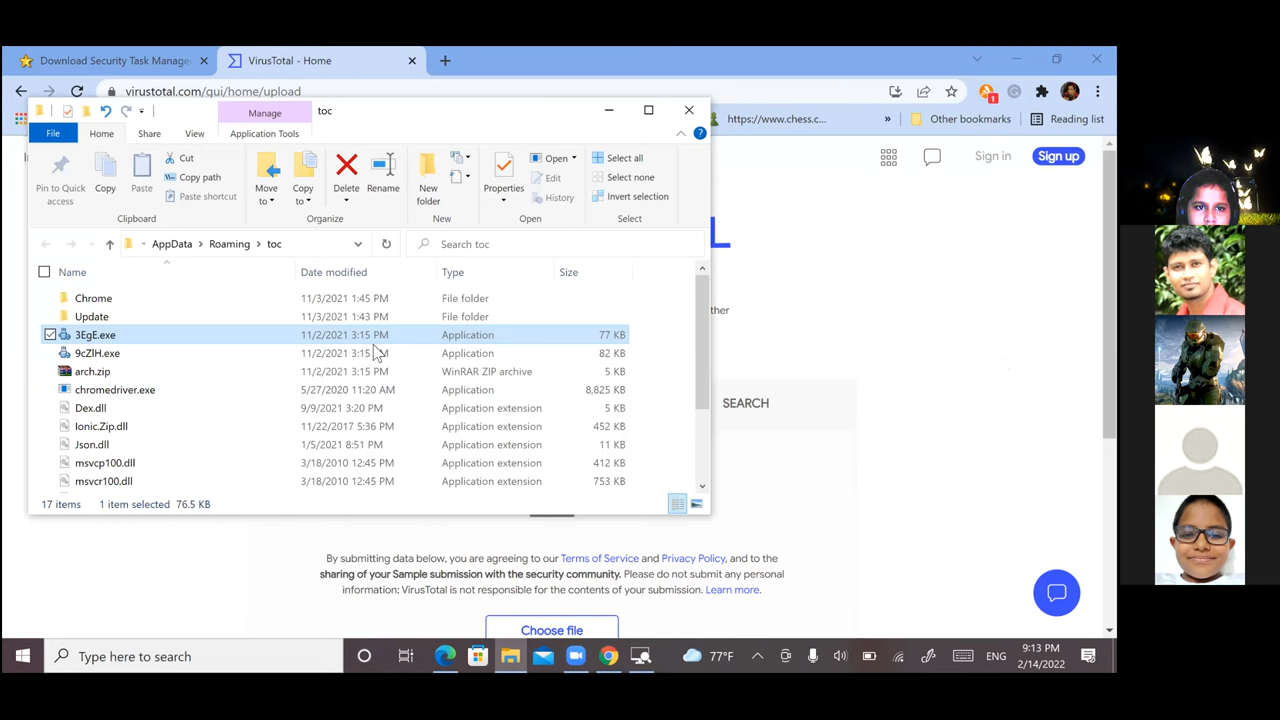 Download Security Task Manage
VirusTotal - Home
virustotal.com/gui/home/upload
1
Manage
toc
https://www.chess.c...
»
Other bookmarks
Reading list
File
Home
Share
View
Application Tools
Sign in
Sign up
Pin to Quick access
Copy
Paste
Cut
Copy path
Paste shortcut
Move to
Copy to
Delete
Rename
New folder
Properties
Open
Edit
History
Select all
Select none
Invert selection
Clipboard
Organize
New
Open
Select
L
AppData
Roaming
toc
Search toc
Name
Date modified
Type
Size
Chrome 11/3/2021 1:45 PM File folder
Update 11/3/2021 1:43 PM File folder
ther
3EgE.exe 11/2/2021 3:15 PM Application 77 KB
11/2/2021 3:15 Application 82 KB
arch.zip 11/2/2021 3:15 PM WinRAR ZIP archive 5 KB
chromedriver.exe 5/27/2020 11:20 AM Application 8,825 KB
SEARCH
Dex.dll 9/9/2021 3:20 PM Application extension 5 KB
Ionic.Zip.dll 11/22/2017 5:36 PM Application extension 452 KB
Json.dll 1/5/2021 8:51 PM Application extension 11 KB
msvcp100.dll 3/18/2010 12:45 PM Application extension 412 KB
msvcr100.dll 3/18/2010 12:45 PM Application extension 753 KB
17 items 1 item selected 76.5 KB
By submitting data below, you are agreeing to our Terms of Service and Privacy Policy, and to the
sharing of your Sample submission with the security community. Please do not submit any personal
information; VirusTotal is not responsible for the contents of your submission. Learn more.
Choose file
Type here to search
77°F
ENG
9:13 PM
2/14/2022